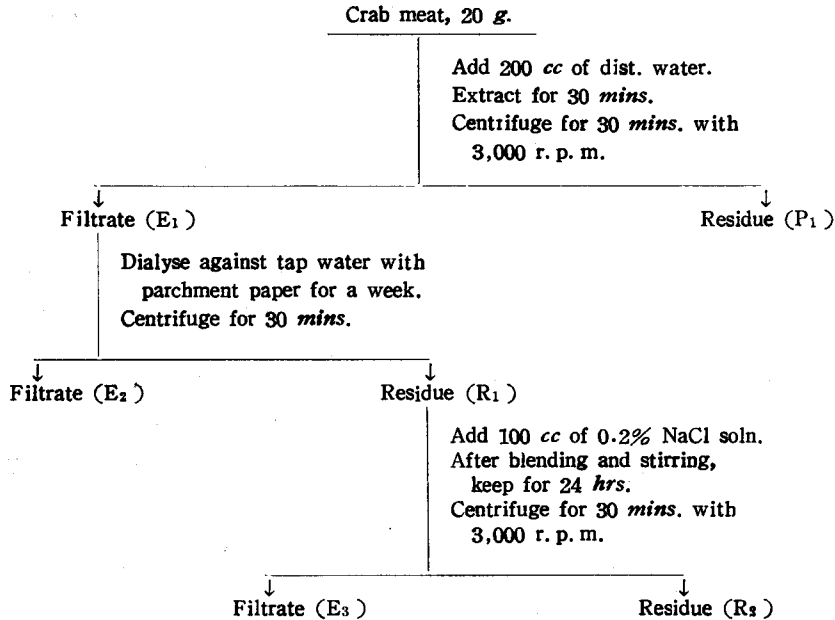 Crab meat, 20 g.
Add 200 cc of dist. water.
Extract for 30 mins.
Centrifuge for 30 mins. with
3,000 r. p. m.
Filtrate (E1)
Residue (P1)
Dialyse against tap water with
parchment paper for a week.
Centrifuge for 30 mins.
Filtrate (E2)
Residue (R1)
Add 100 cc of 0.2% NaCl soln.
After blending and stirring,
keep for 24 hrs.
Centrifuge for 30 mins. with
3,000 r. p. m.
Filtrate (E3)
Residue (R2)